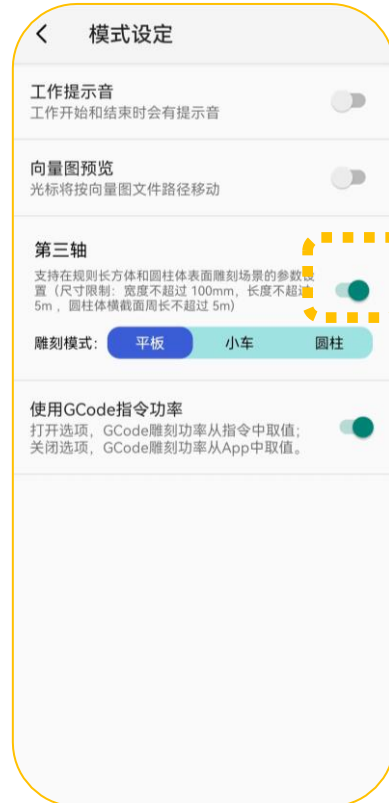 模式设定
工作提示音
工作开始和结束时会有提示音
向量图预览
光标将按向量图文件路径移动
第三轴
支持在规则长方体和圆柱体表面雕刻场景的参数设
置（尺寸限制：宽度不超过 100mm，长度不超过
5m ，圆柱体横截面周长不超过 5m）
雕刻模式： 平板 小车 圆柱
使用GCode指令功率
打开选项，GCode雕刻功率从指令中取值；
关闭选项，GCode雕刻功率从App中取值。